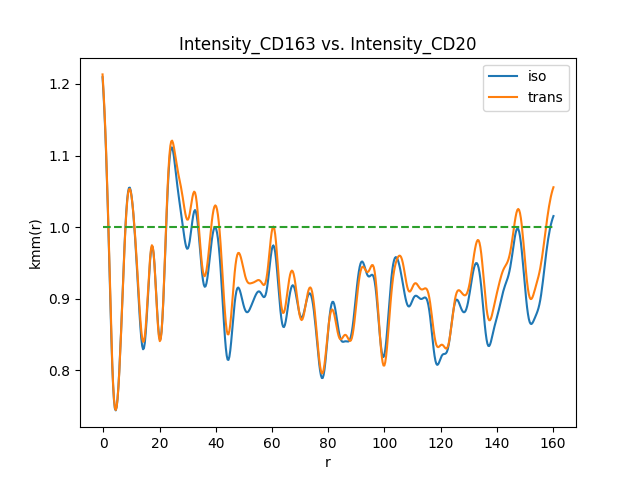 Intensity_CD163 vs. Intensity_CD20
iso
trans
1.2
1.1
1.0
0.9
0.8
kmm(r)
0 20 40 60 80 100 120 140 160
r